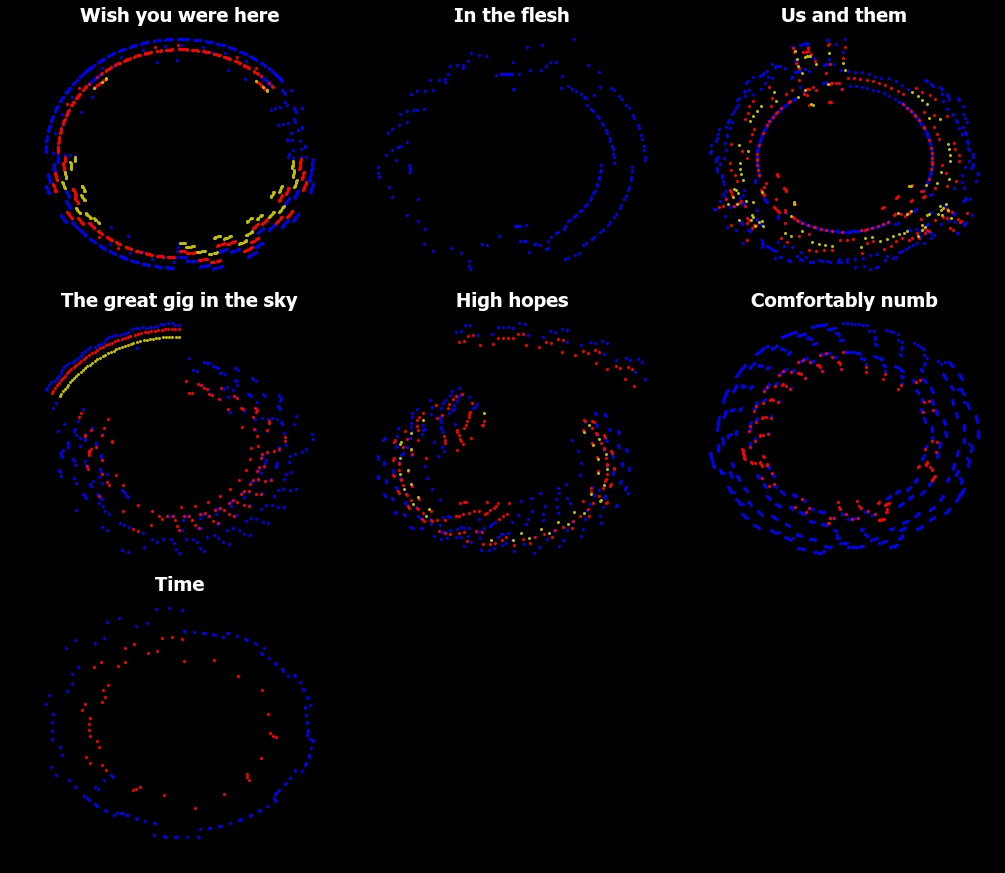 Wish you were here
In the flesh
Us and them
The great gig in the sky
High hopes
Comfortably numb
Time